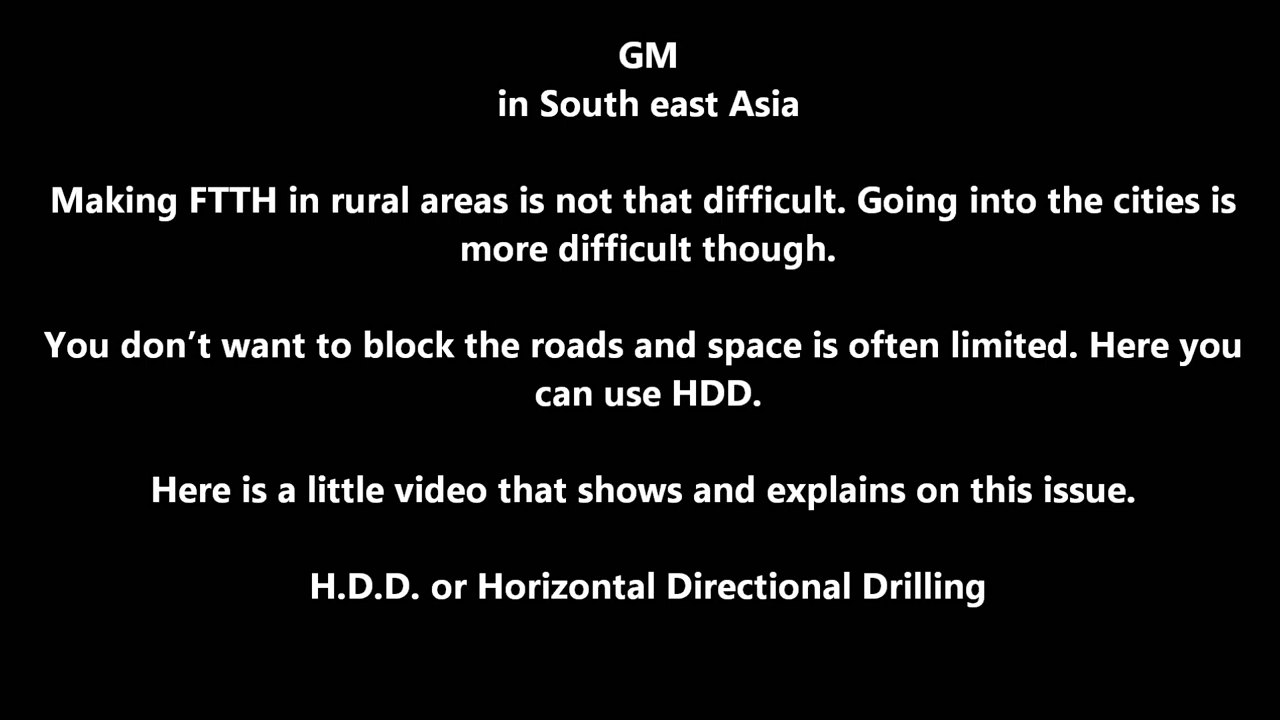 GM
in South east Asia
Making FTTH in rural areas is not that difficult. Going into the cities is
more difficult though.
You don’t want to block the roads and space is often limited. Here you
can use HDD.
Here is a little video that shows and explains on this issue.
H.D.D. or Horizontal Directional Drilling